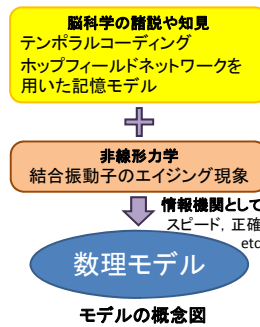 脳科学の諸説や知見
テンポラルコーディング
ホップフィールドネットワークを
用いた記憶モデル
非線形力学
結合振動子のエイジング現象
情報機関として
スピード, 正確
etc
数理モデル
モデルの概念図